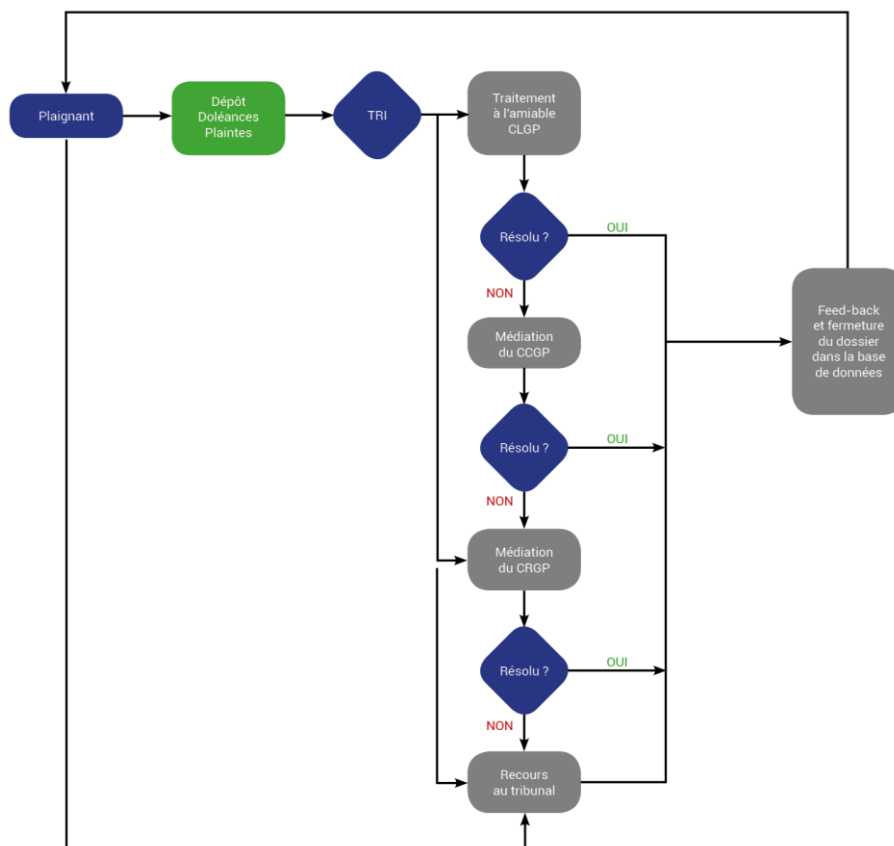 Plaignant
Dépôt
Doléances
Plaintes
TRI
Traitement
à l'amiable
CLGP
Résolu ?
OUI
NON
Médiation
du CCGP
Résolu ?
OUI
NON
Médiation
du CRGP
Résolu ?
OUI
NON
Recours
au tribunal
Feed-back
et fermeture
du dossier
dans la base
de données